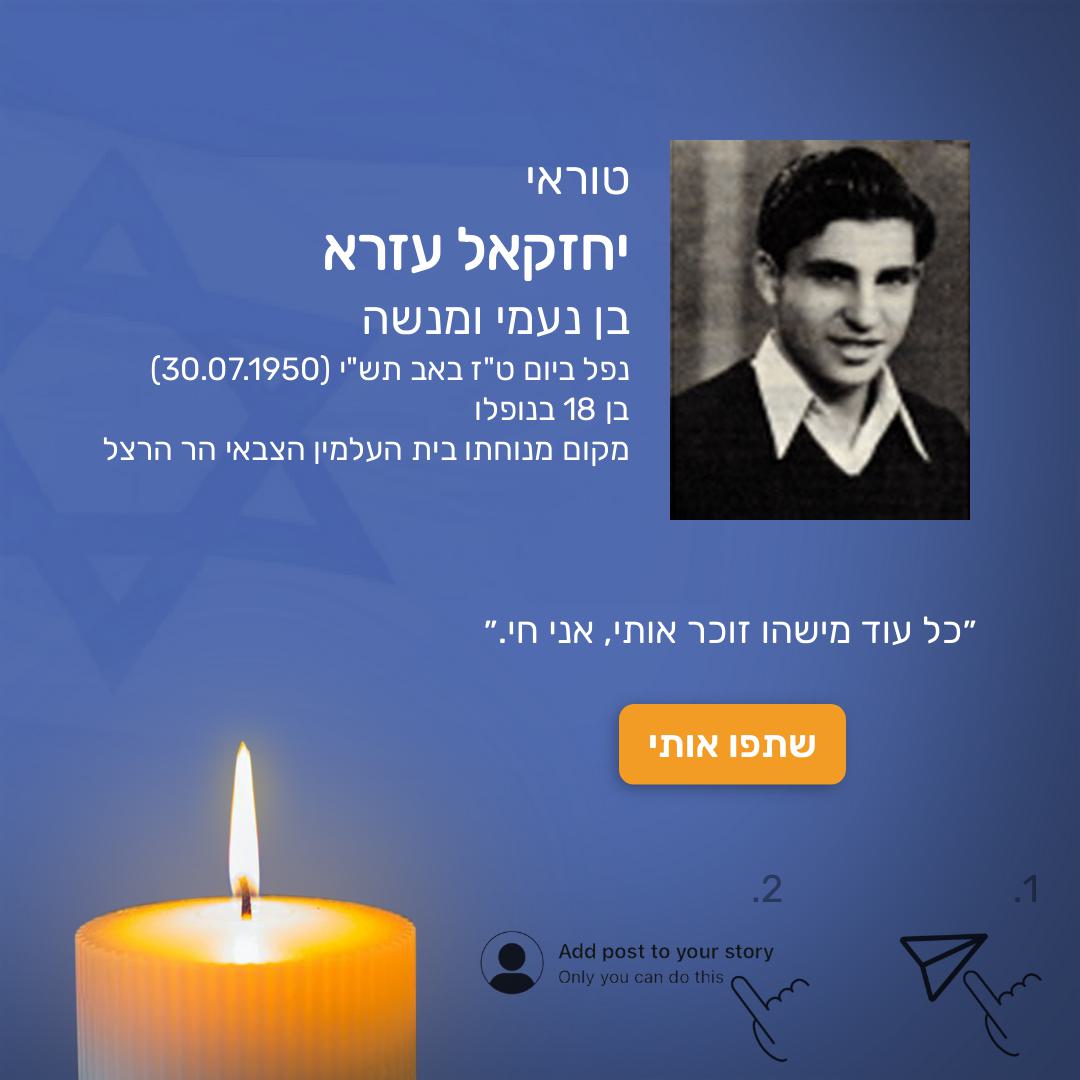 טוראי
יחזקאל עזרא
בן נעמי ומנשה
נפל ביום ט"ז באב תש"י (30.07.1950)
בן 18 בנופלו
מקום מנוחתו בית העלמין הצבאי הר הרצל
״כל עוד מישהו זוכר אותי, אני חי.״
שתפו אותי
1.
2.
Add post to your story
Only you can do this